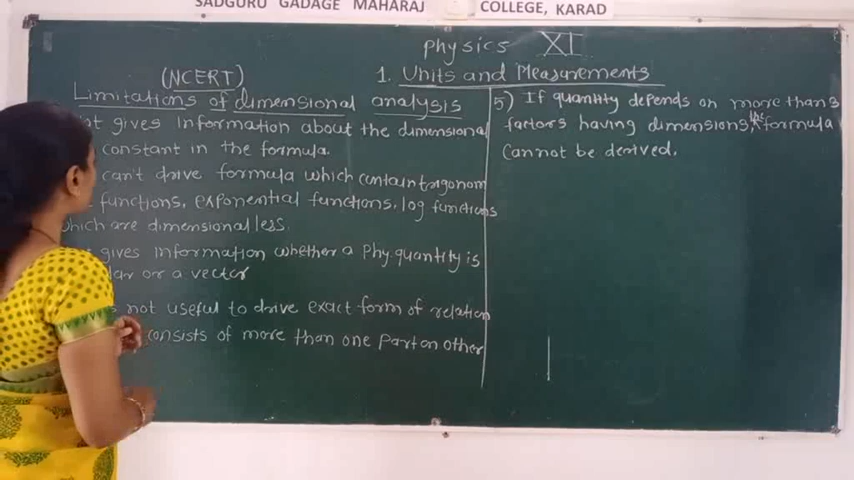 SADGURU GADAGE MAHARAJ COLLEGE, KARAD
Physics XI
(NCERT) 1. Units and Measurements
Limitations of dimensional analysis
gives information about the dimensional
constant in the formula.
can't drive formula which contain trigonom
functions, exponential functions, log functions
which are dimensionalless.
gives information whether a phy. quantity is
or a vector
not useful to drive exact form of relation
consists of more than one part on other
5) If quantity depends on more than 3
factors having dimensions, the formula
cannot be derived.